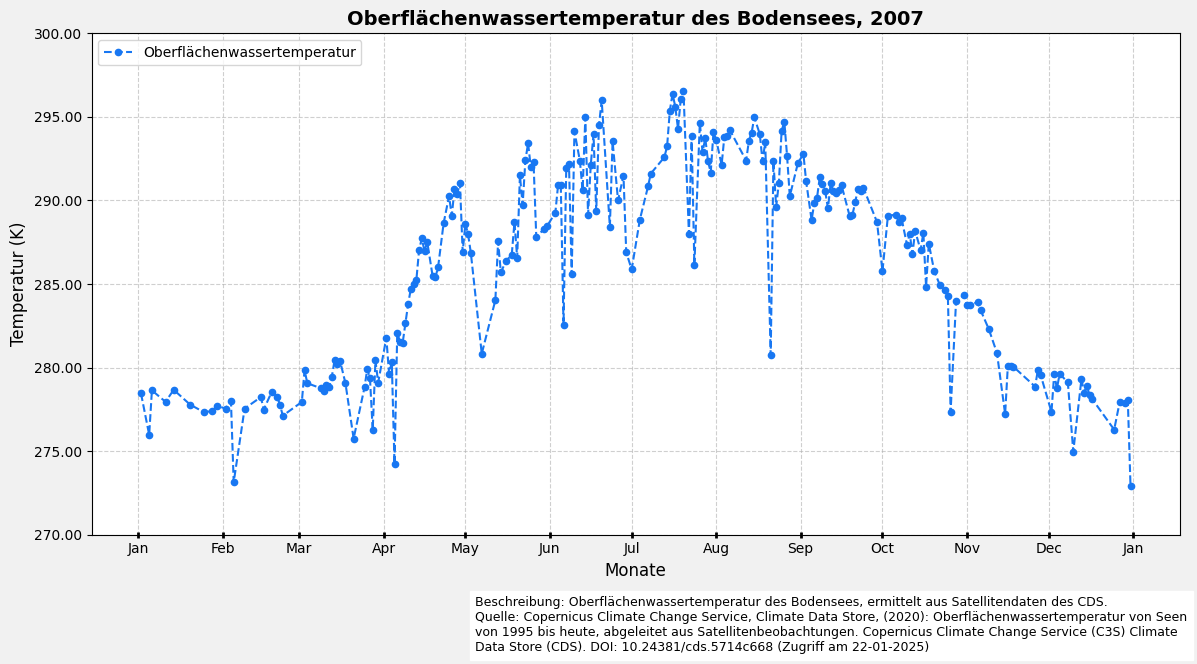 Oberflächenwassertemperatur des Bodensees, 2007
300.00
295.00
290.00
285.00
280.00
275.00
270.00
Temperatur (K)
Oberflächenwassertemperatur
Jan Feb Mar Apr May Jun Jul Aug Sep Oct Nov Dec Jan
Monate
Beschreibung: Oberflächenwassertemperatur des Bodensees, ermittelt aus Satellitendaten des CDS.
Quelle: Copernicus Climate Change Service, Climate Data Store, (2020): Oberflächenwassertemperatur von Seen
von 1995 bis heute, abgeleitet aus Satellitenbeobachtungen. Copernicus Climate Change Service (C3S) Climate
Data Store (CDS). DOI: 10.24381/cds.5714c668 (Zugriff am 22-01-2025)